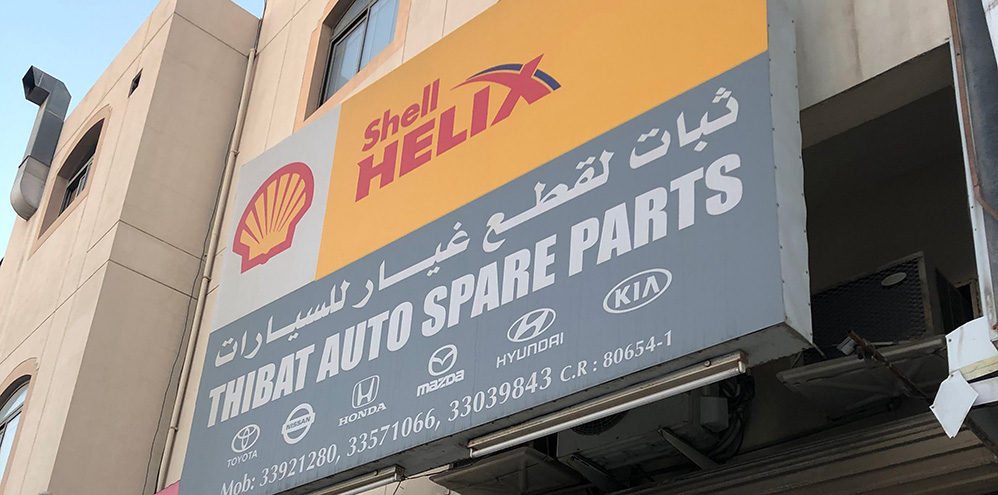 Shell
HELIX
ثبات لقطع غيار للسيارات
THIBAT AUTO SPARE PARTS
TOYOTA NISSAN HONDA mazda HYUNDAI KIA
Mob: 33921280, 33571066, 33039843 C.R : 80654-1